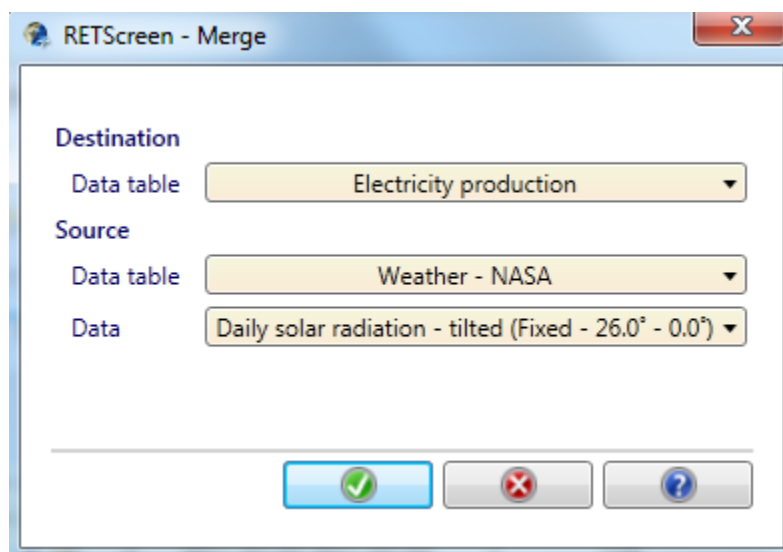 RETScreen - Merge
Destination
Data table Electricity production
Source
Data table Weather - NASA
Data Daily solar radiation - tilted (Fixed - 26.0˚ - 0.0˚)